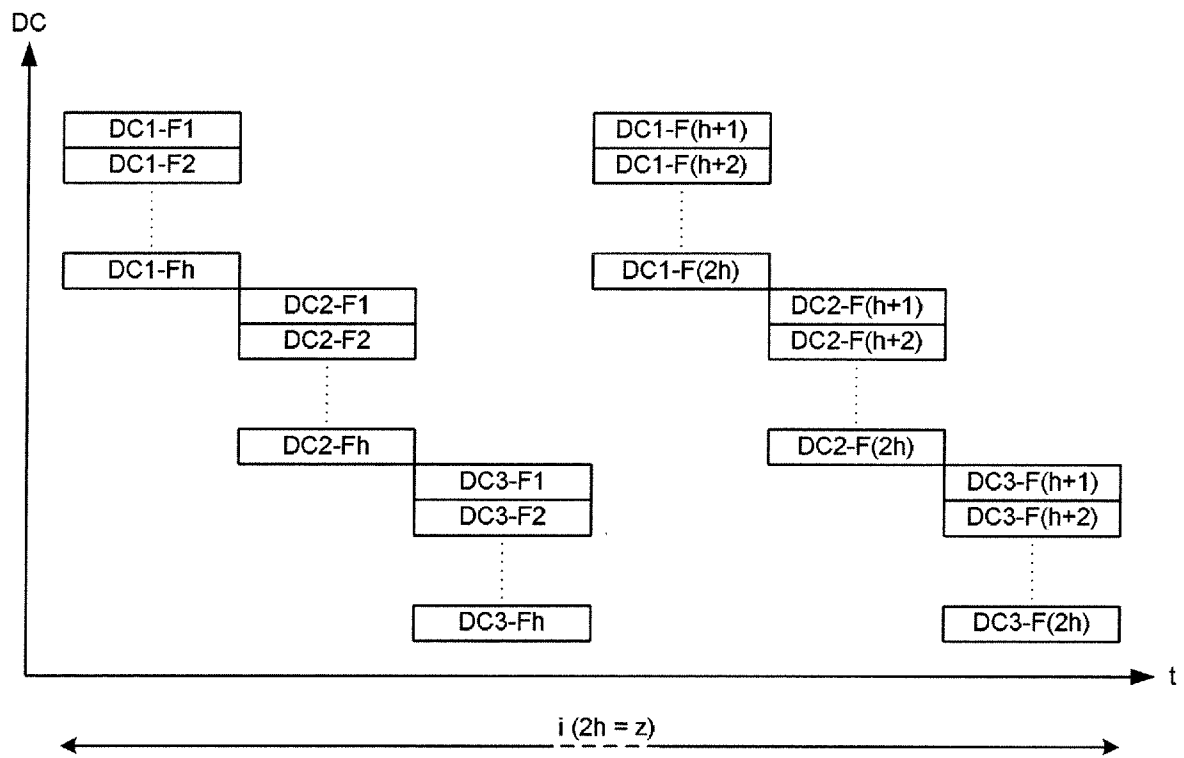 DC
DC1-F1
DC1-F(h+1)
DC1-F2
DC1-F(h+2)
DC1-Fh
DC1-F(2h)
DC2-F1
DC2-F(h+1)
DC2-F2
DC2-F(h+2)
DC2-Fh
DC2-F(2h)
DC3-F1
DC3-F(h+1)
DC3-F2
DC3-F(h+2)
DC3-Fh
DC3-F(2h)
t
i (2h = z)